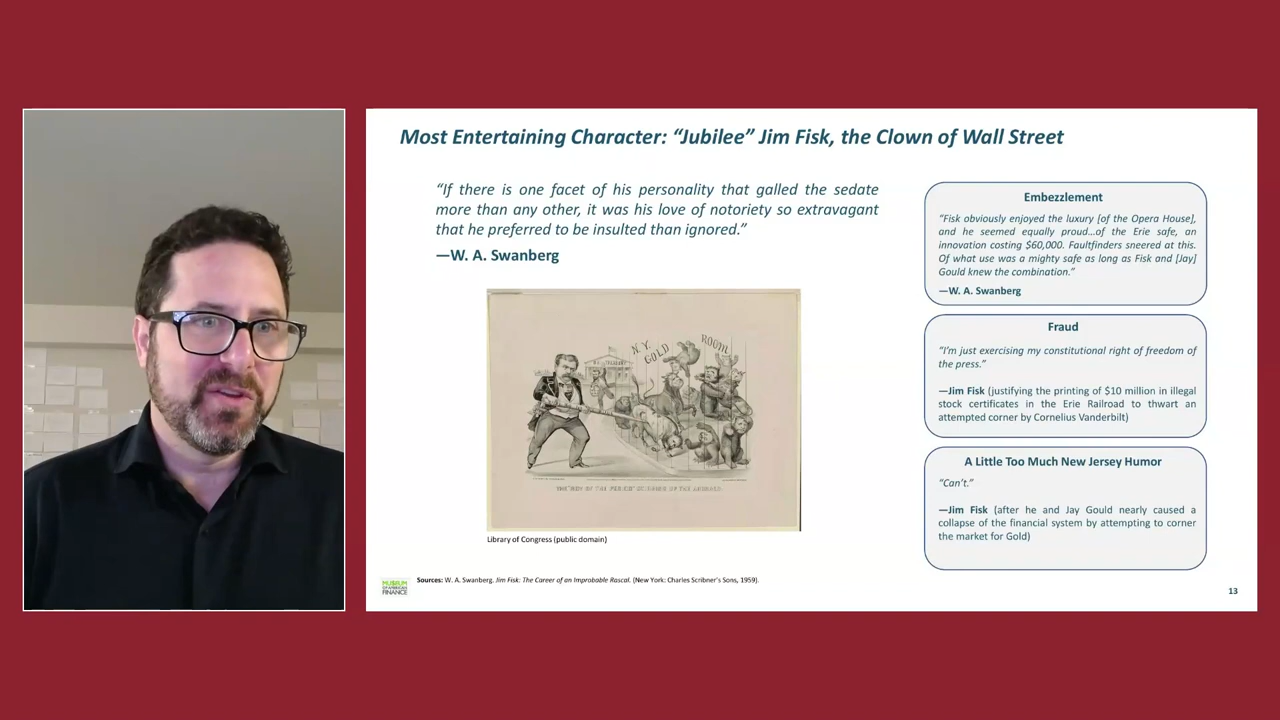 Most Entertaining Character: “Jubilee” Jim Fisk, the Clown of Wall Street
“If there is one facet of his personality that galled the sedate
more than any other, it was his love of notoriety so extravagant
that he preferred to be insulted than ignored.”
—W. A. Swanberg
N.Y. GOLD ROOM
Library of Congress (public domain)
Embezzlement
“Fisk obviously enjoyed the luxury [of the Opera House],
and he seemed equally proud...of the Erie safe, an
innovation costing $60,000. Faultfinders sneered at this.
Of what use was a mighty safe as long as Fisk and [Jay]
Gould knew the combination.”
—W. A. Swanberg
Fraud
“I’m just exercising my constitutional right of freedom of
the press.”
—Jim Fisk (justifying the printing of $10 million in illegal
stock certificates in the Erie Railroad to thwart an
attempted corner by Cornelius Vanderbilt)
A Little Too Much New Jersey Humor
“Can’t.”
—Jim Fisk (after he and Jay Gould nearly caused a
collapse of the financial system by attempting to corner
the market for Gold)
MUSEUM
OF AMERICAN
FINANCE
Sources: W. A. Swanberg. Jim Fisk: The Career of an Improbable Rascal. (New York: Charles Scribner’s Sons, 1959).
13